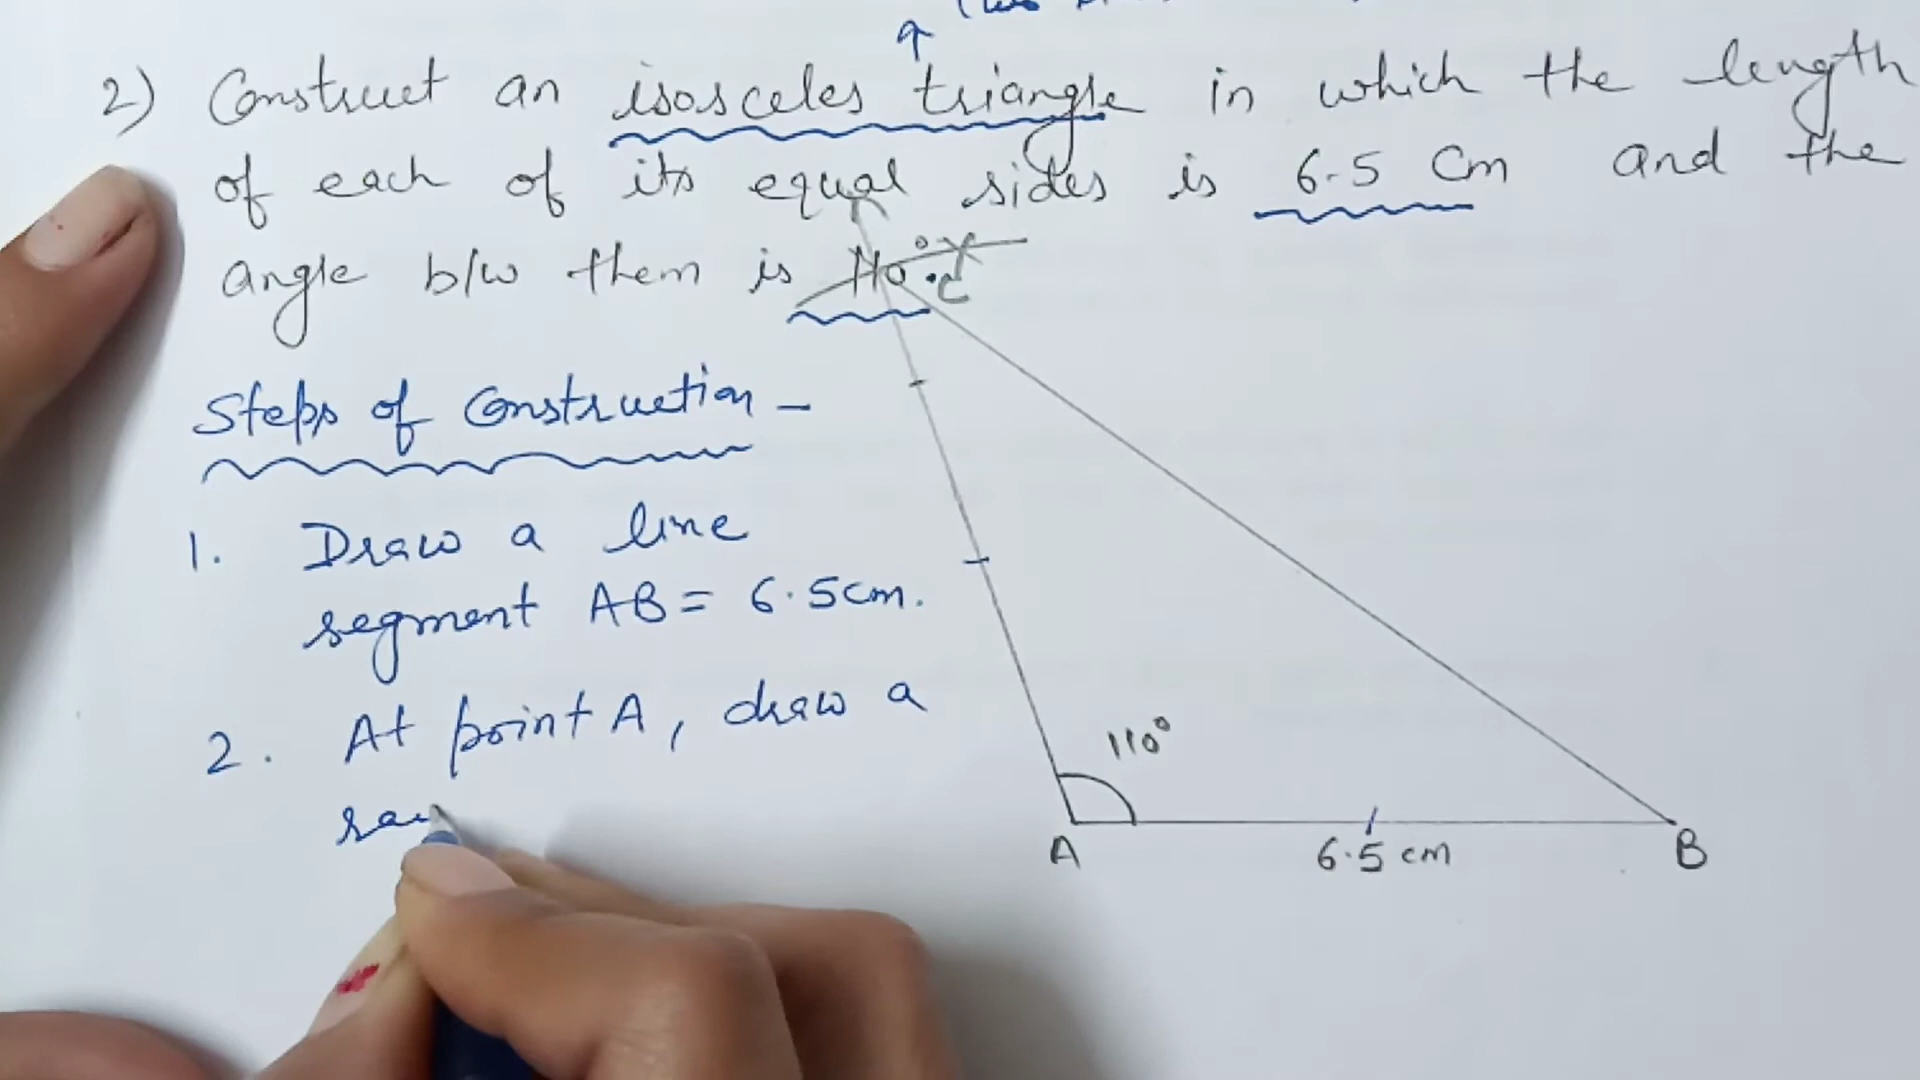 2) Construct an isosceles triangle in which the length
of each of its equal sides is 6.5 cm and the
angle b/w them is 110°
X
C
Steps of Construction -
1. Draw a line
segment AB = 6.5cm.
2. At point A, draw a
110°
A
6.5 cm
B